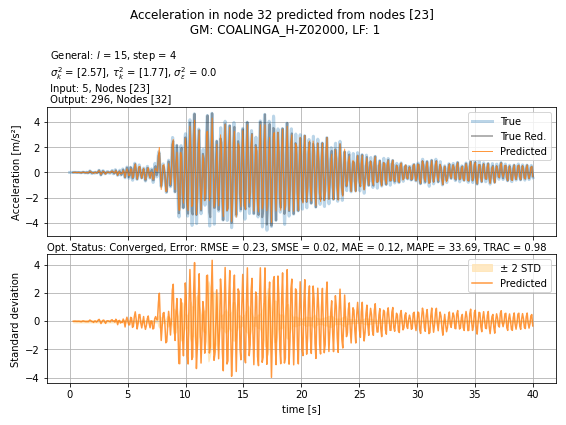 Acceleration in node 32 predicted from nodes [23]
GM: COALINGA_H-Z02000, LF: 1
General: l = 15, step = 4
σ²ₖ = [2.57], τ²ₖ = [1.77], σ²ₑ = 0.0
Input: 5, Nodes [23]
Output: 296, Nodes [32]
Acceleration [m/s²]
4
2
0
−2
−4
True
True Red.
Predicted
Opt. Status: Converged, Error: RMSE = 0.23, SMSE = 0.02, MAE = 0.12, MAPE = 33.69, TRAC = 0.98
Standard deviation
4
2
0
−2
−4
± 2 STD
Predicted
0 5 10 15 20 25 30 35 40
time [s]